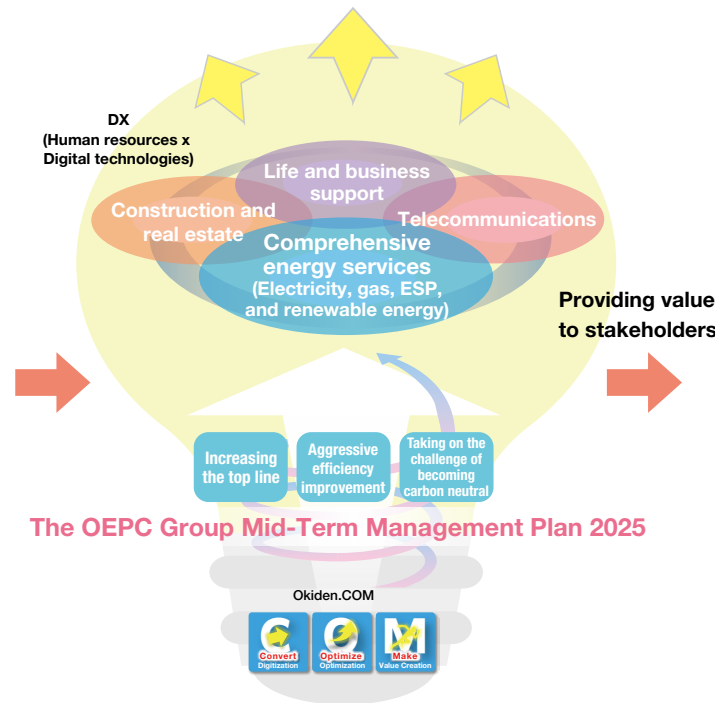 DX
(Human resources x
Digital technologies)
Life and business
support
Construction and
real estate
Telecommunications
Comprehensive
energy services
(Electricity, gas, ESP,
and renewable energy)
Providing value
to stakeholders
Increasing
the top line
Aggressive
efficiency
improvement
Taking on the
challenge of
becoming
carbon neutral
The OEPC Group Mid-Term Management Plan 2025
Okiden.COM
C
Convert
Digitization
O
Optimize
Optimization
M
Make
Value Creation